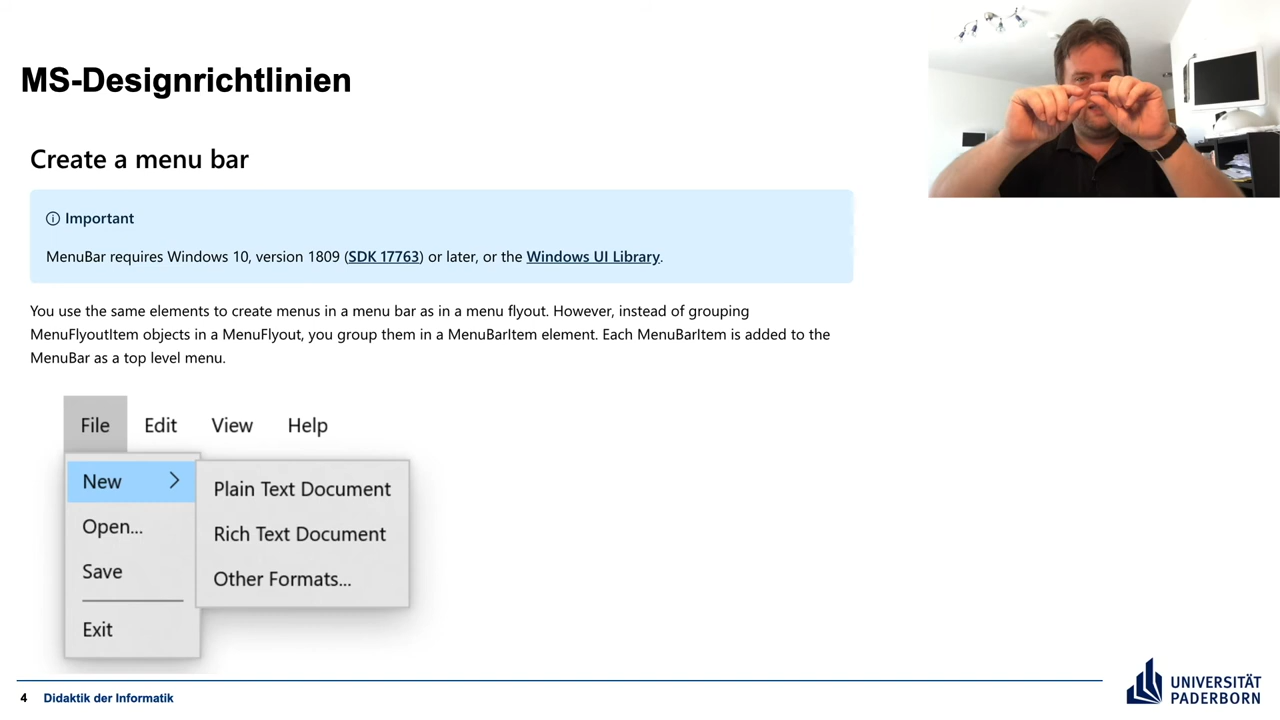 MS-Designrichtlinien
Create a menu bar
Important
MenuBar requires Windows 10, version 1809 (SDK 17763) or later, or the Windows UI Library.
You use the same elements to create menus in a menu bar as in a menu flyout. However, instead of grouping
MenuFlyoutItem objects in a MenuFlyout, you group them in a MenuBarItem element. Each MenuBarItem is added to the
MenuBar as a top level menu.
File Edit View Help
New
Open...
Save
Exit
Plain Text Document
Rich Text Document
Other Formats...
4 Didaktik der Informatik
UNIVERSITÄT
PADERBORN